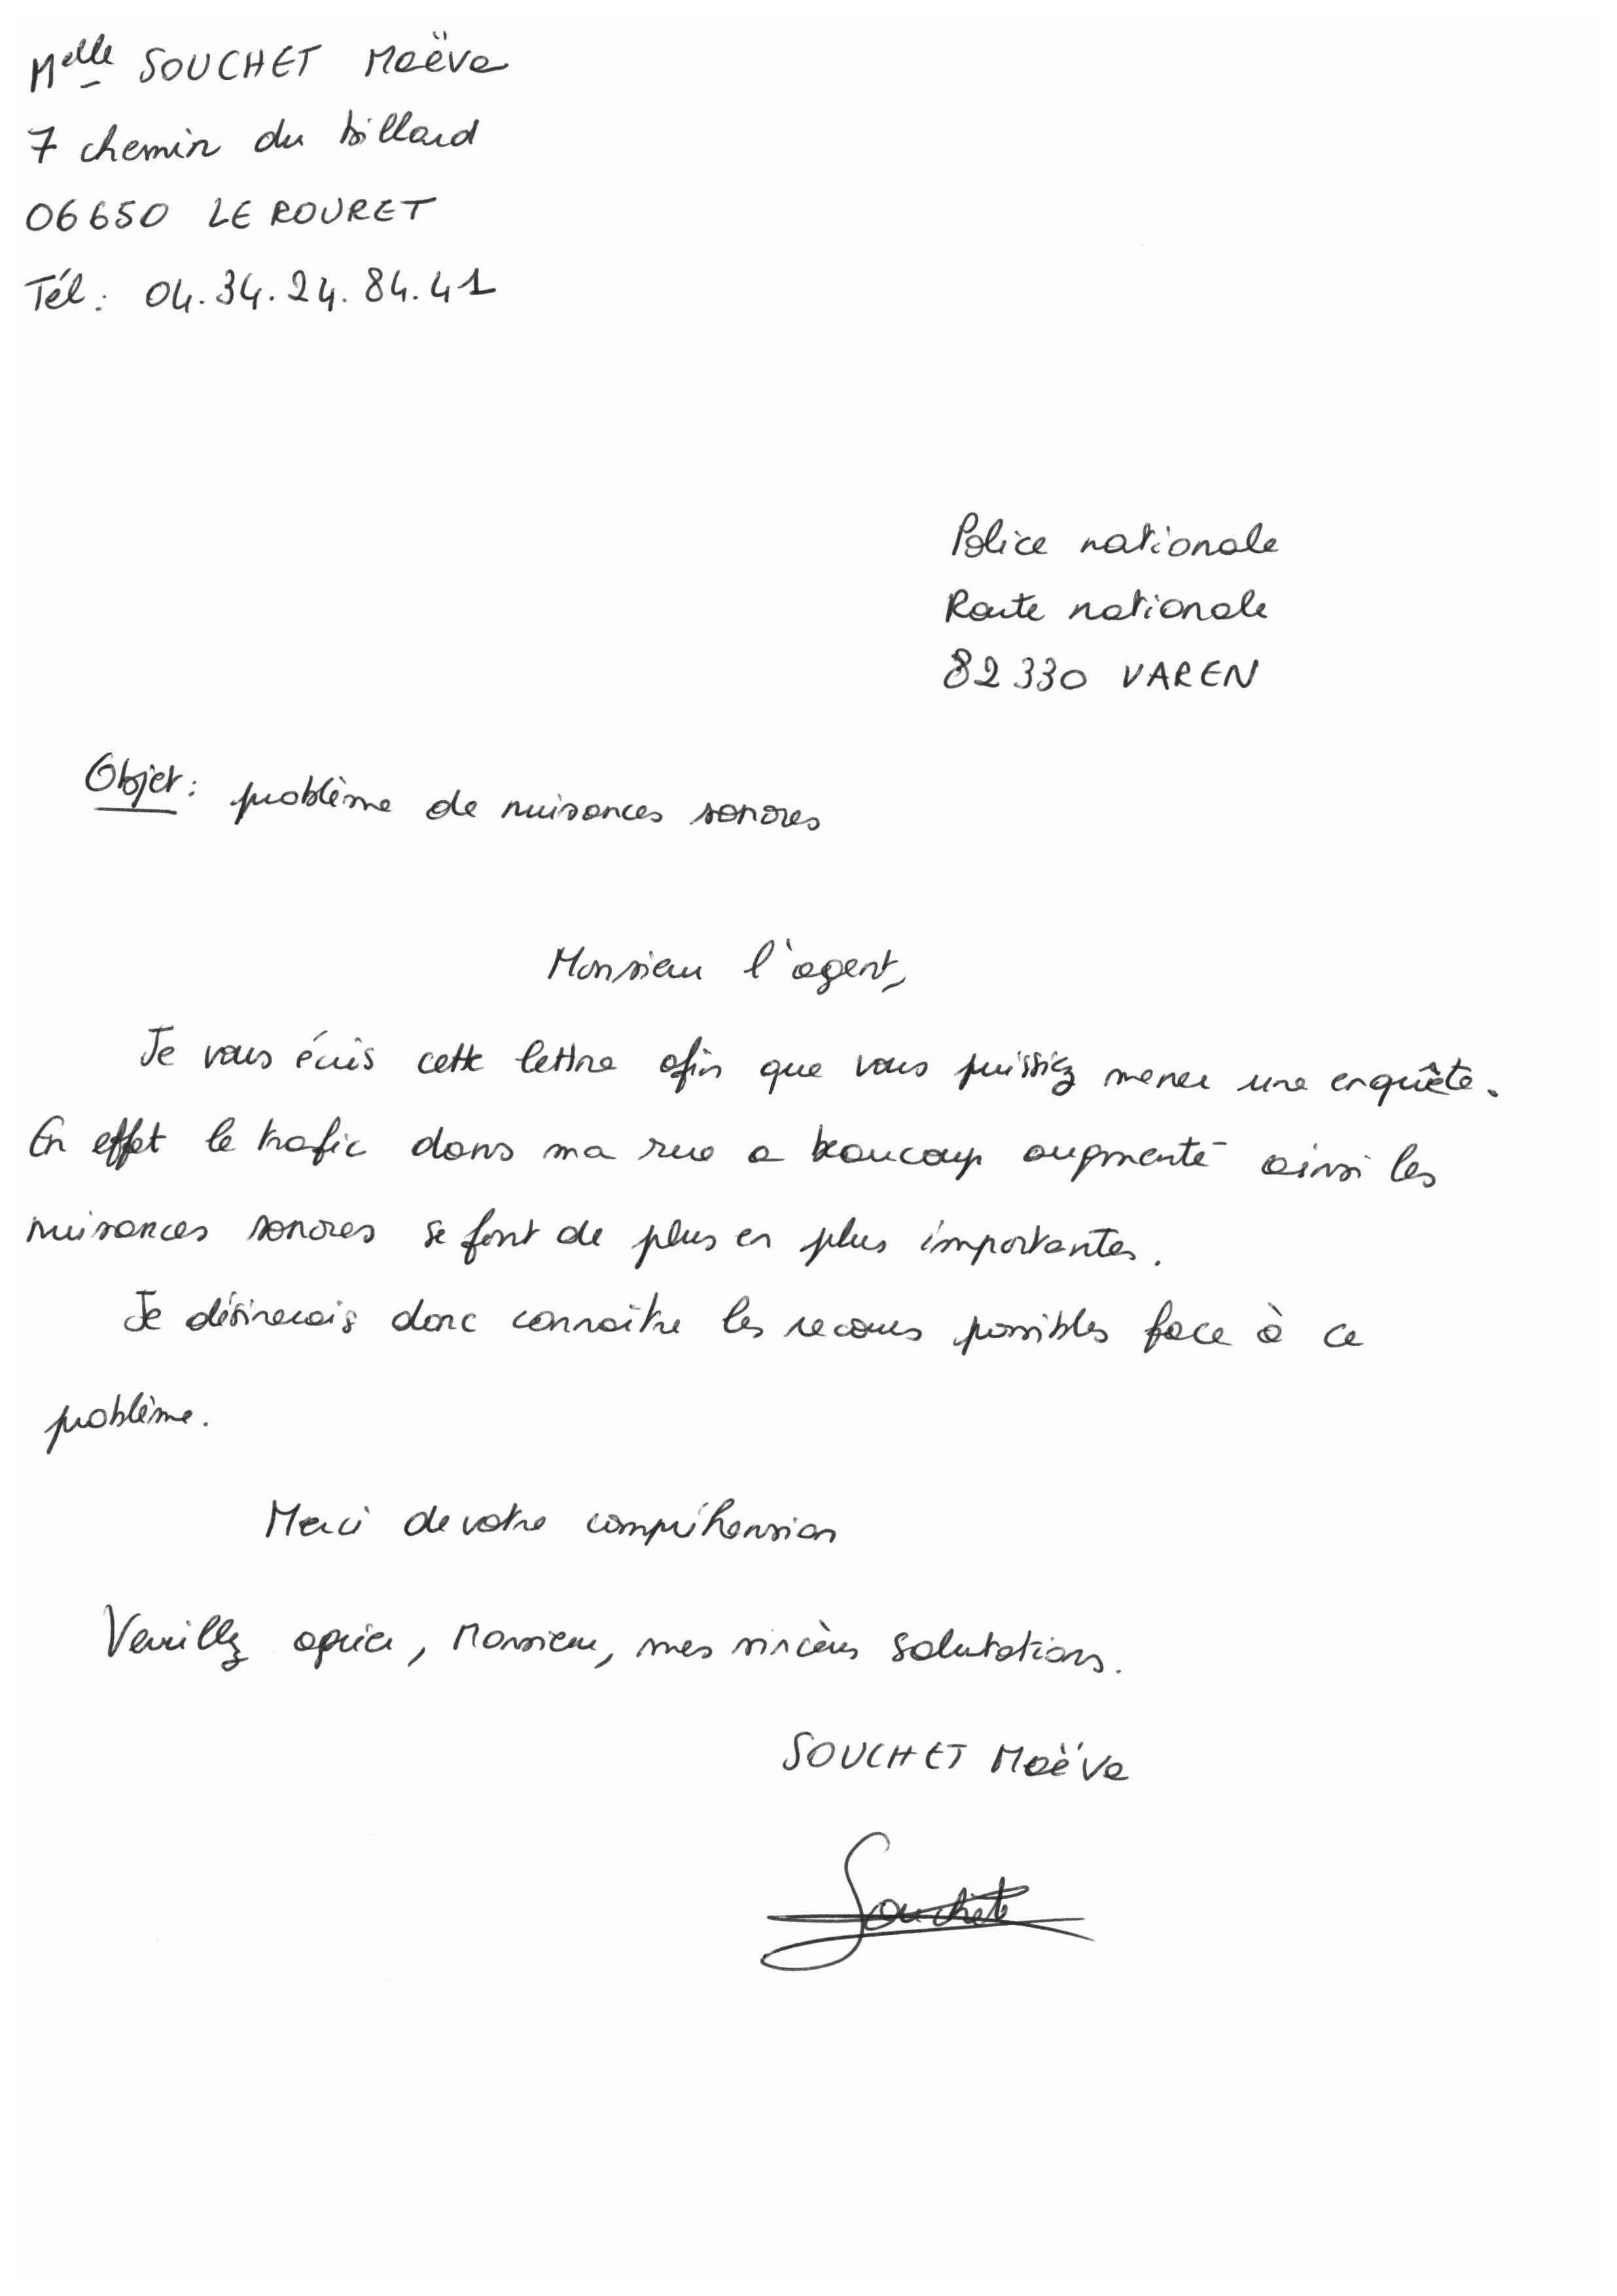 Melle SOUCHET Maëva
7 chemin du billard
06650 LE ROURET
Tél : 04.34.24.84.41
Police nationale
Route nationale
82330 VAREN
Objet : problème de nuisances sonores
Monsieur l'agent,
Je vous écris cette lettre afin que vous puissiez mener une enquête.
En effet le trafic dans ma rue a beaucoup augmenté ainsi les
nuisances sonores se font de plus en plus importantes.
Je désirerais donc connaître les recours possibles face à ce
problème.
Merci de votre compréhension
Veuillez agréer, Monsieur, mes sincères salutations.
SOUCHET Maëva
Souchet